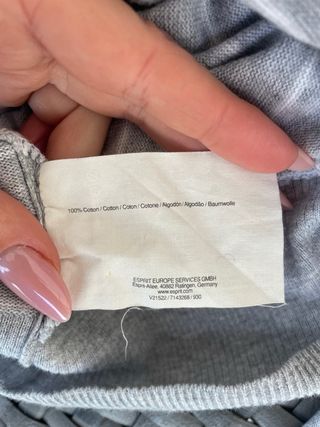 100% Coton / Cotton / Coton / Cotone / Algodón / Algodão / Baumwolle
ESPRIT EUROPE SERVICES GMBH
Esprit-Allee, 40882 Ratingen, Germany
www.esprit.com
V21522 / 7143268 / 930